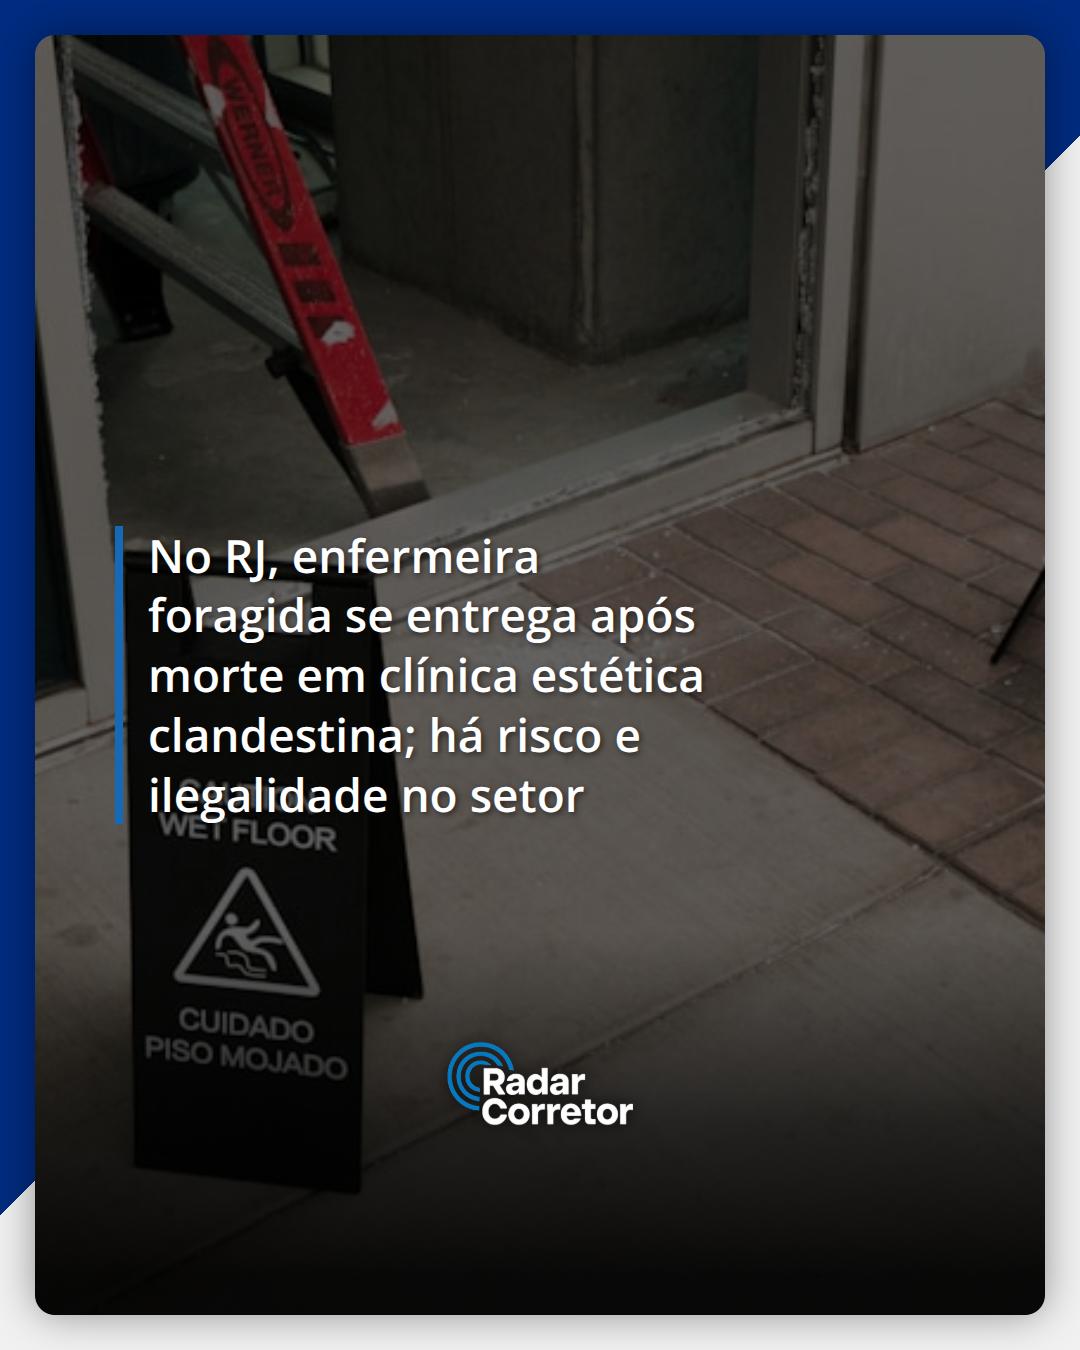 WERNER
No RJ, enfermeira
foragida se entrega após
morte em clínica estética
clandestina; há risco e
ilegalidade no setor
CAUTION
WET FLOOR
CUIDADO
PISO MOJADO
Radar
Corretor